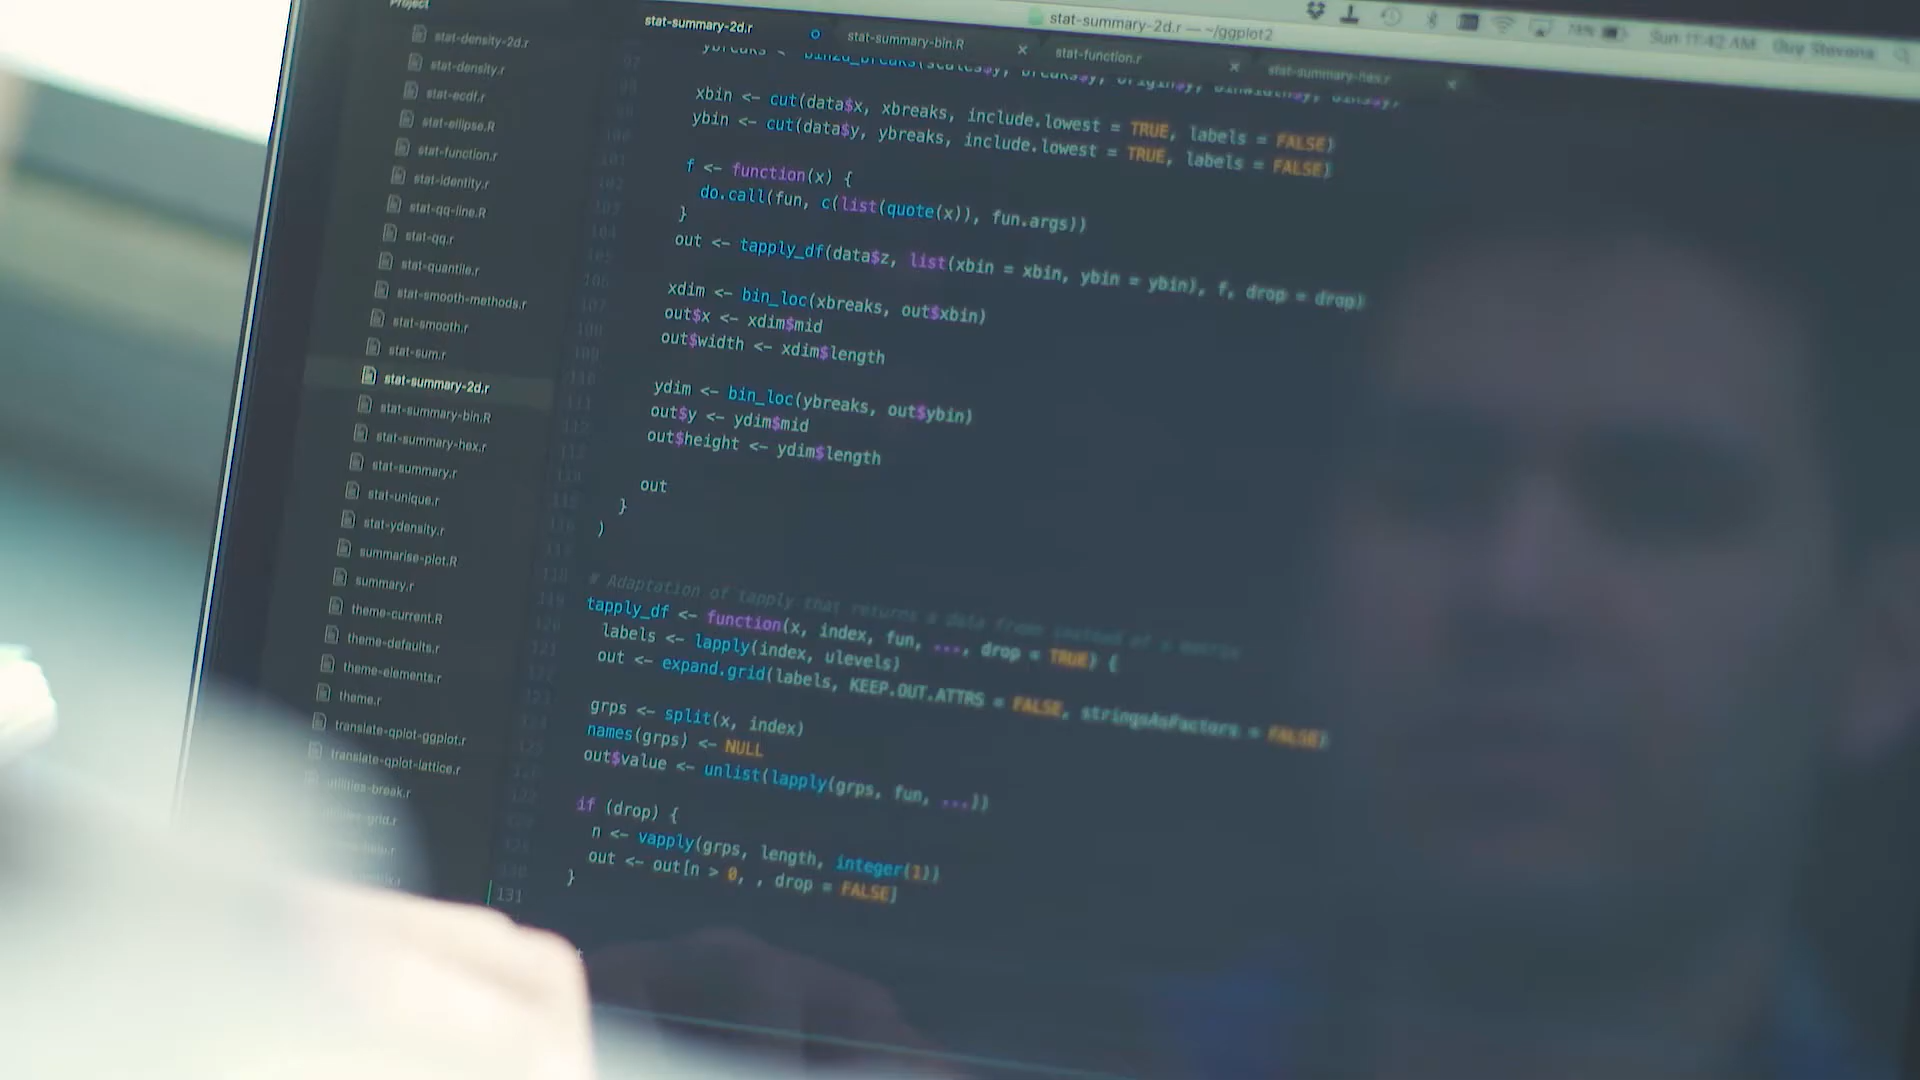 stat-summary-2d.r — ~/ggplot2
78%
Sun 11:42 AM
Guy Stevens
Project
stat-density-2d.r
stat-density.r
stat-ecdf.r
stat-ellipse.R
stat-function.r
stat-identity.r
stat-qq-line.R
stat-qq.r
stat-quantile.r
stat-smooth-methods.r
stat-smooth.r
stat-sum.r
stat-summary-2d.r
stat-summary-bin.R
stat-summary-hex.r
stat-summary.r
stat-unique.r
stat-ydensity.r
summarise-plot.R
summary.r
theme-current.R
theme-defaults.r
theme-elements.r
theme.r
translate-qplot-ggplot.r
translate-qplot-lattice.r
utilities-break.r
stat-summary-2d.r
stat-summary-bin.R
stat-function.r
stat-summary-hex.r
xbin <- cut(data$x, xbreaks, include.lowest = TRUE, labels = FALSE)
ybin <- cut(data$y, ybreaks, include.lowest = TRUE, labels = FALSE)
f <- function(x) {
do.call(fun, c(list(quote(x)), fun.args))
}
out <- tapply_df(data$z, list(xbin = xbin, ybin = ybin), f, drop = drop)
xdim <- bin_loc(xbreaks, out$xbin)
out$x <- xdim$mid
out$width <- xdim$length
ydim <- bin_loc(ybreaks, out$ybin)
out$y <- ydim$mid
out$height <- ydim$length
out
}
)
# Adaptation of tapply that returns a data frame instead of a matrix
tapply_df <- function(x, index, fun, ..., drop = TRUE) {
labels <- lapply(index, ulevels)
out <- expand.grid(labels, KEEP.OUT.ATTRS = FALSE, stringsAsFactors = FALSE)
grps <- split(x, index)
names(grps) <- NULL
out$value <- unlist(lapply(grps, fun, ...))
if (drop) {
n <- vapply(grps, length, integer(1))
out <- out[n > 0, , drop = FALSE]
131 }